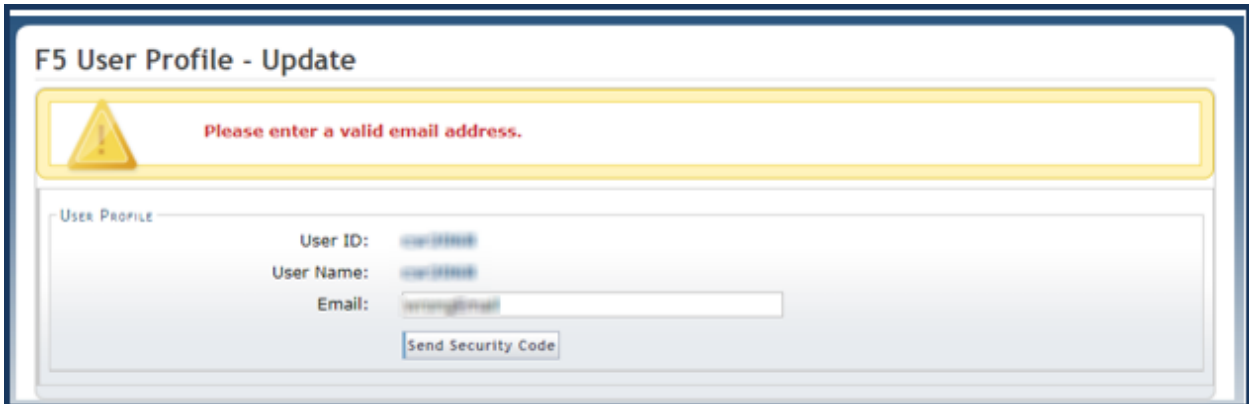 F5 User Profile - Update
Please enter a valid email address.
User Profile
User ID:
User Name:
Email: wrongEmail
Send Security Code